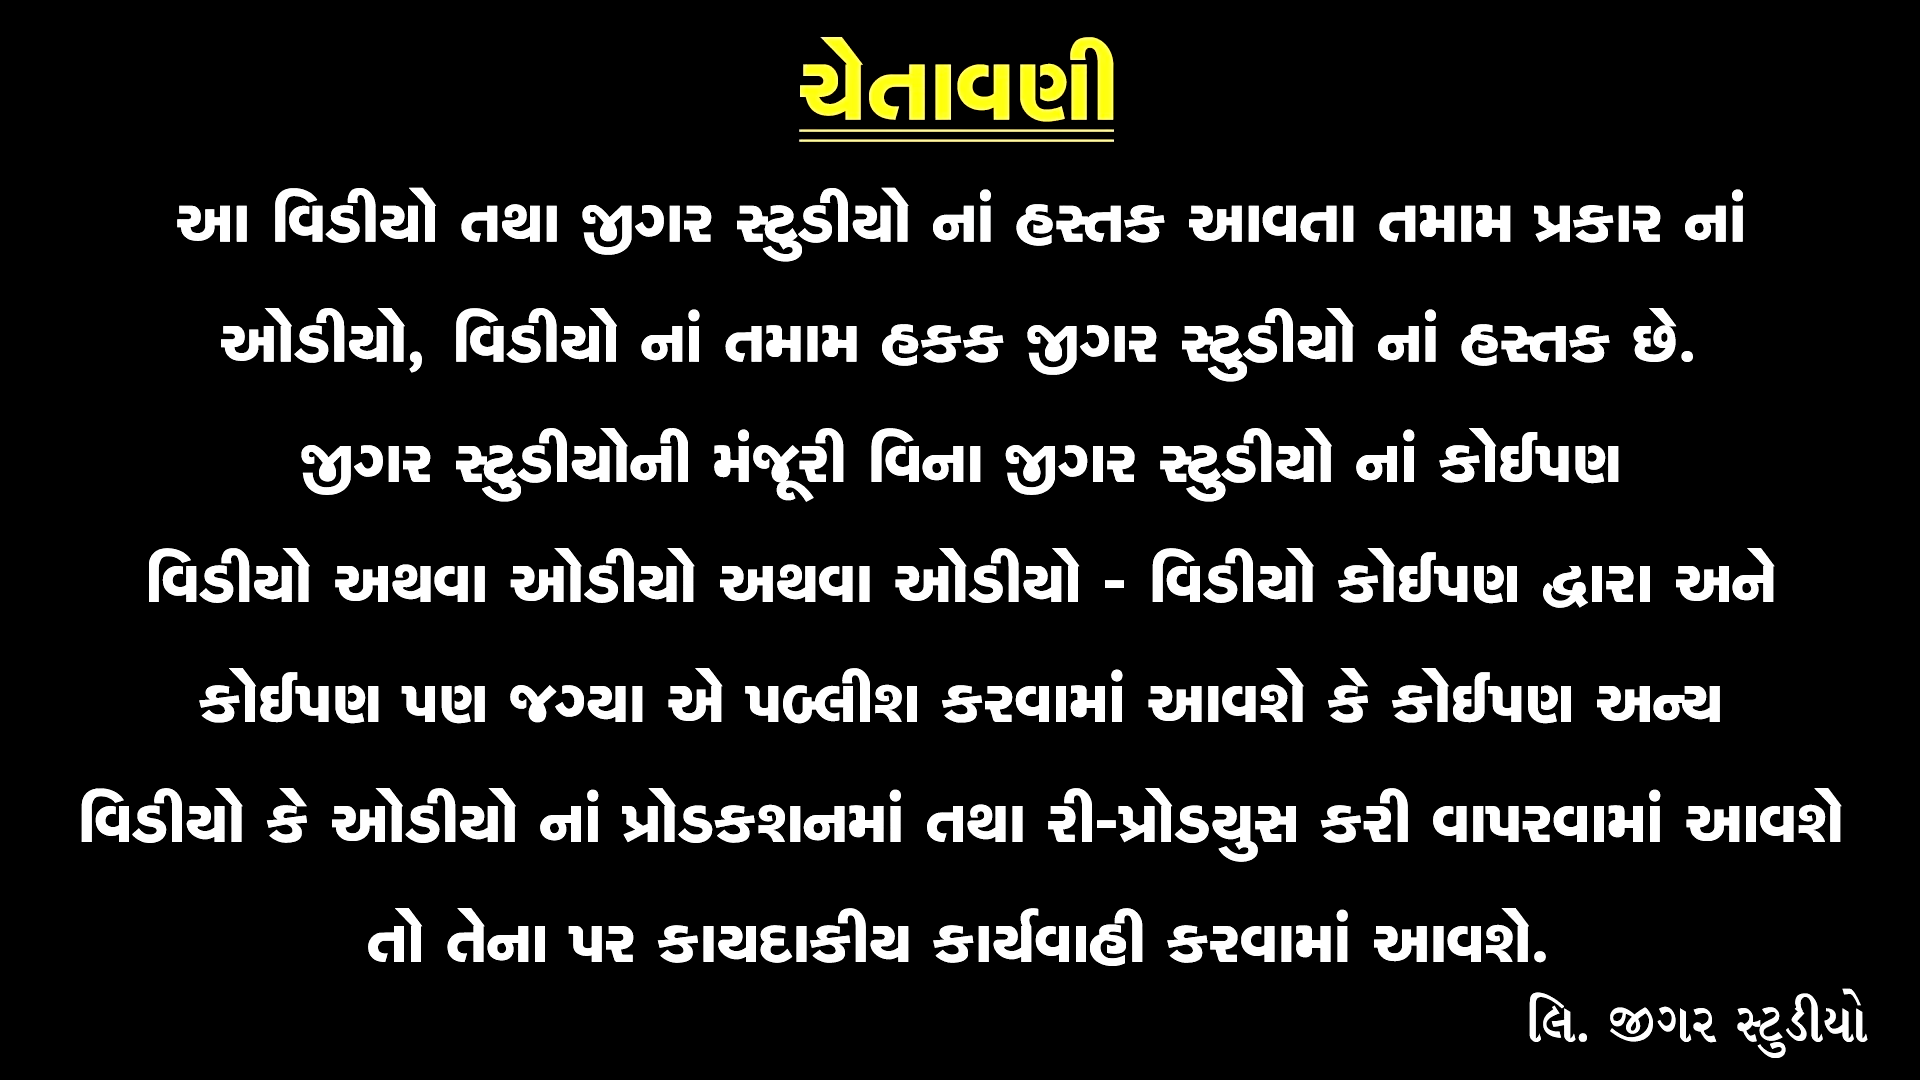 ચેતાવણી
આ વિડીયો તથા જીગર સ્ટુડીયો નાં હસ્તક આવતા તમામ પ્રકાર નાં
ઓડીયો, વિડીયો નાં તમામ હકક જીગર સ્ટુડીયો નાં હસ્તક છે.
જીગર સ્ટુડીયોની મંજૂરી વિના જીગર સ્ટુડીયો નાં કોઈપણ
વિડીયો અથવા ઓડીયો અથવા ઓડીયો - વિડીયો કોઈપણ દ્વારા અને
કોઈપણ પણ જગ્યા એ પબ્લીશ કરવામાં આવશે કે કોઈપણ અન્ય
વિડીયો કે ઓડીયો નાં પ્રોડકશનમાં તથા રી-પ્રોડયુસ કરી વાપરવામાં આવશે
તો તેના પર કાયદાકીય કાર્યવાહી કરવામાં આવશે.
લિ. જીગર સ્ટુડીયો